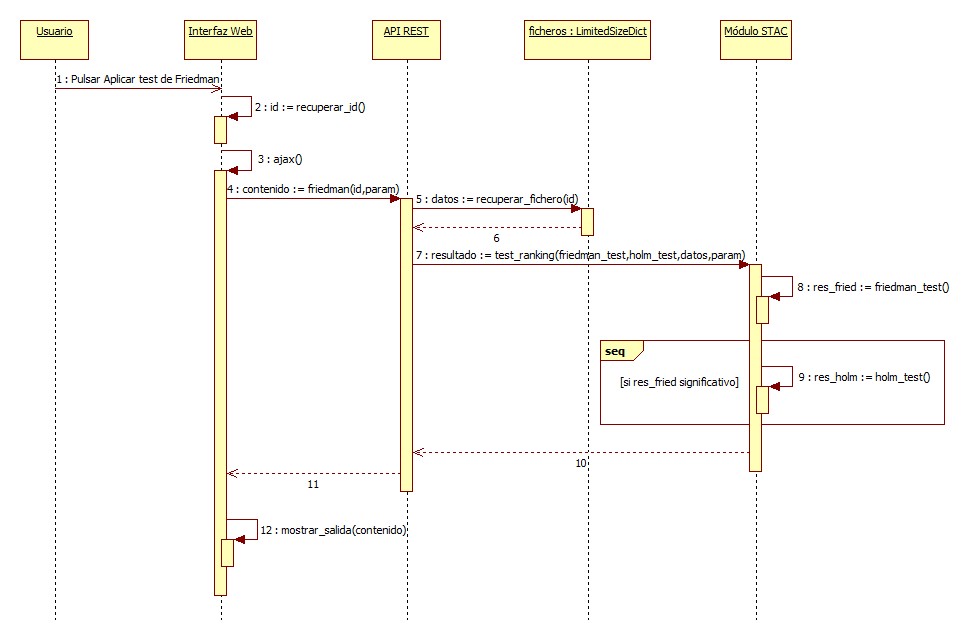 Usuario
Interfaz Web
API REST
ficheros : LimitedSizeDict
Módulo STAC
1 : Pulsar Aplicar test de Friedman
2 : id := recuperar_id()
3 : ajax()
4 : contenido := friedman(id,param)
5 : datos := recuperar_fichero(id)
6
7 : resultado := test_ranking(friedman_test,holm_test,datos,param)
8 : res_fried := friedman_test()
seq
[si res_fried significativo]
9 : res_holm := holm_test()
10
11
12 : mostrar_salida(contenido)